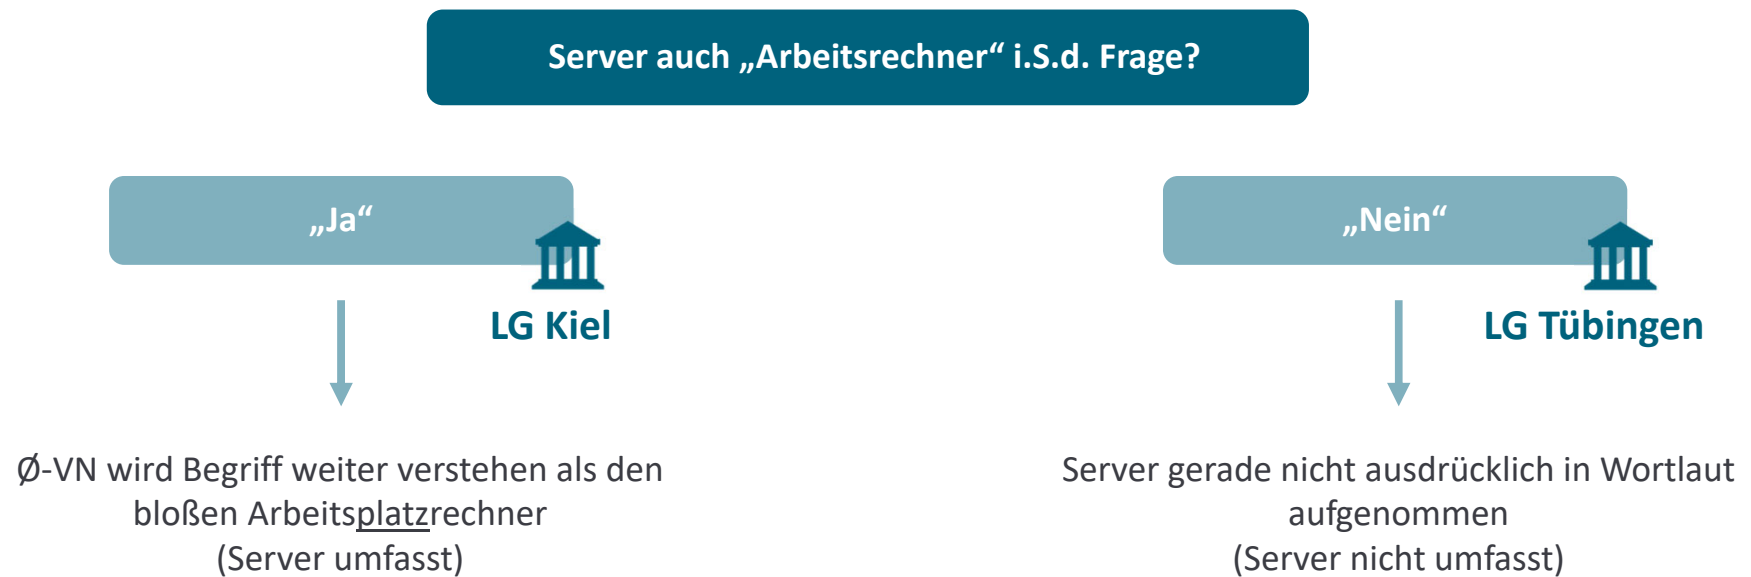 Server auch „Arbeitsrechner“ i.S.d. Frage?
„Ja“
LG Kiel
Ø-VN wird Begriff weiter verstehen als den
bloßen Arbeitsplatzrechner
(Server umfasst)
„Nein“
LG Tübingen
Server gerade nicht ausdrücklich in Wortlaut
aufgenommen
(Server nicht umfasst)